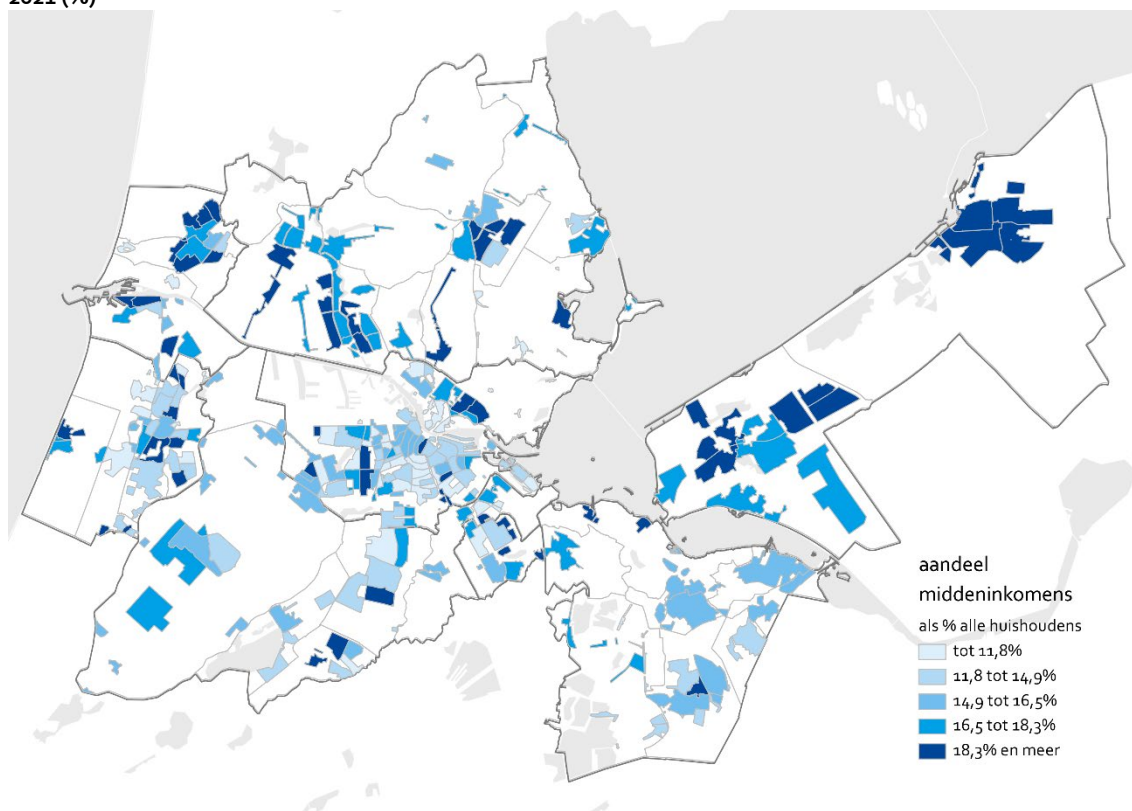 2021 (%)
aandeel
middeninkomens
als % alle huishoudens
tot 11,8%
11,8 tot 14,9%
14,9 tot 16,5%
16,5 tot 18,3%
18,3% en meer